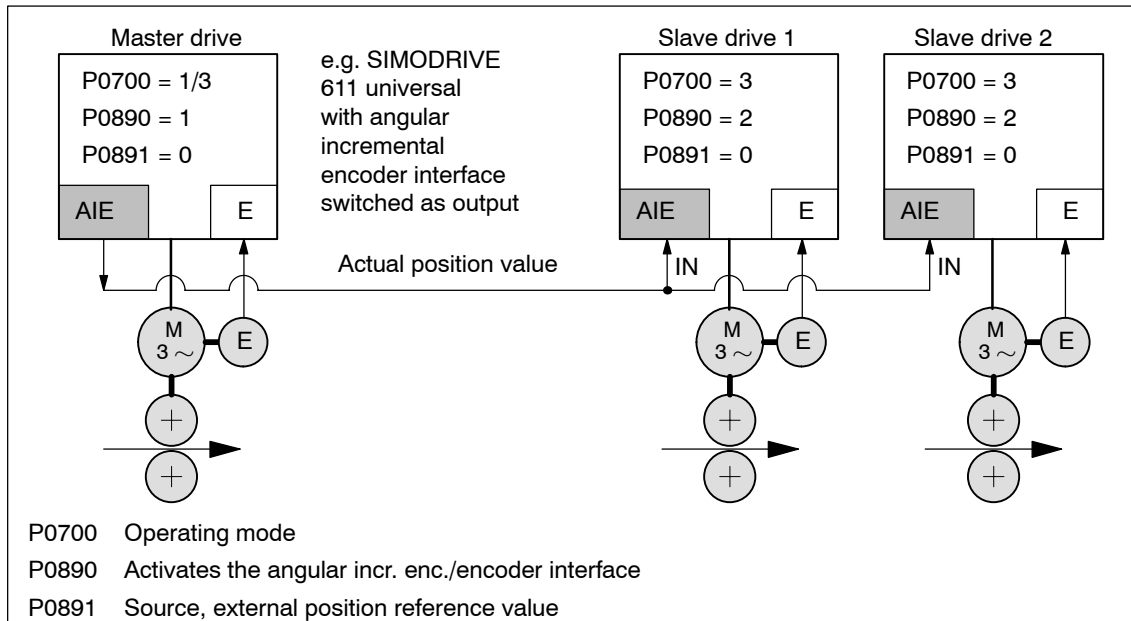 Master drive
P0700 = 1/3
P0890 = 1
P0891 = 0
AIE
E
e.g. SIMODRIVE
611 universal
with angular
incremental
encoder interface
switched as output
Slave drive 1
P0700 = 3
P0890 = 2
P0891 = 0
AIE
E
Slave drive 2
P0700 = 3
P0890 = 2
P0891 = 0
AIE
E
Actual position value
IN
IN
M
3 ~
E
M
3 ~
E
M
3 ~
E
+
+
+
+
+
+
P0700 Operating mode
P0890 Activates the angular incr. enc./encoder interface
P0891 Source, external position reference value